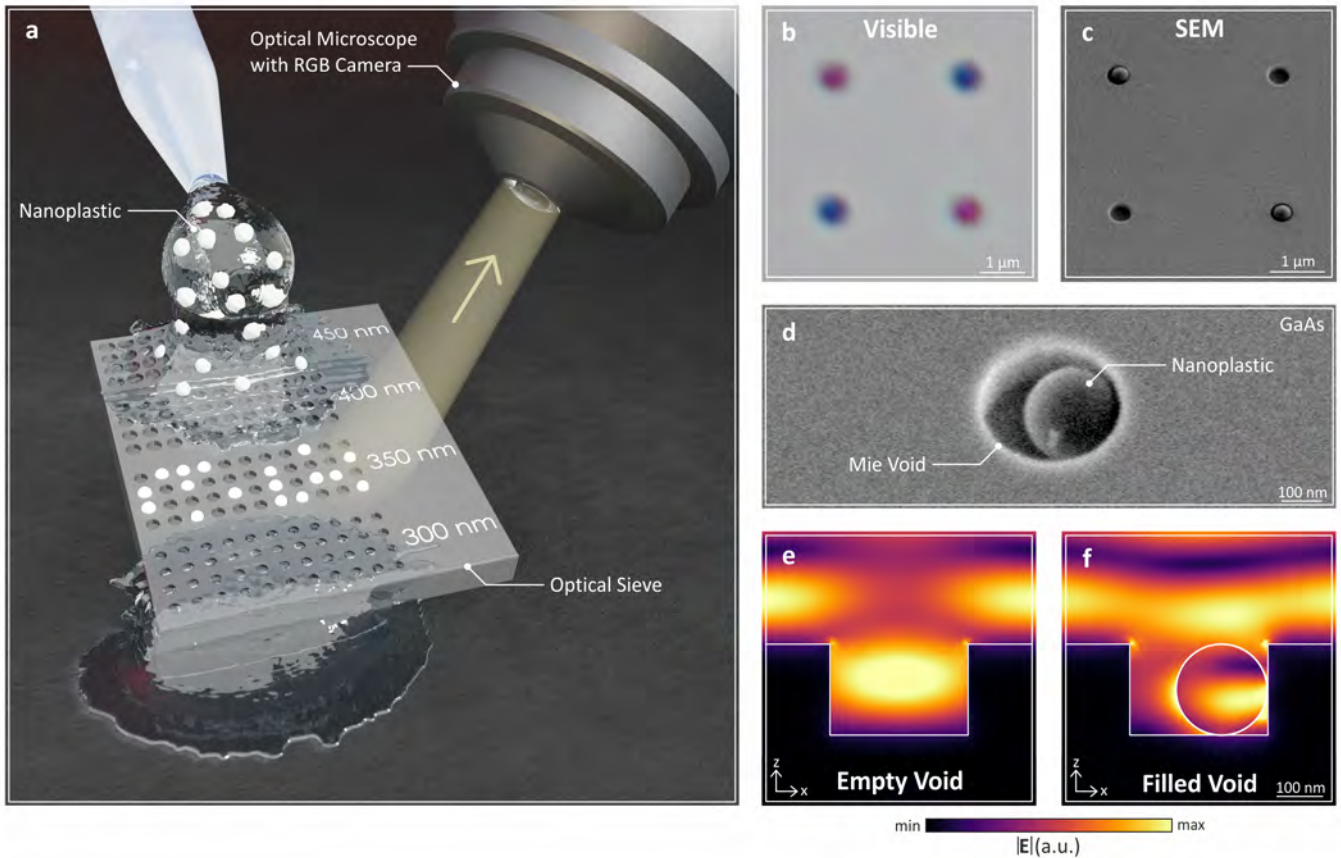 a
Optical Microscope
with RGB Camera
Nanoplastic
450 nm
400 nm
350 nm
300 nm
Optical Sieve
b
Visible
1 µm
c
SEM
1 µm
d
GaAs
Nanoplastic
Mie Void
100 nm
e
z
x
Empty Void
f
z
x
Filled Void
100 nm
min
max
|E|(a.u.)